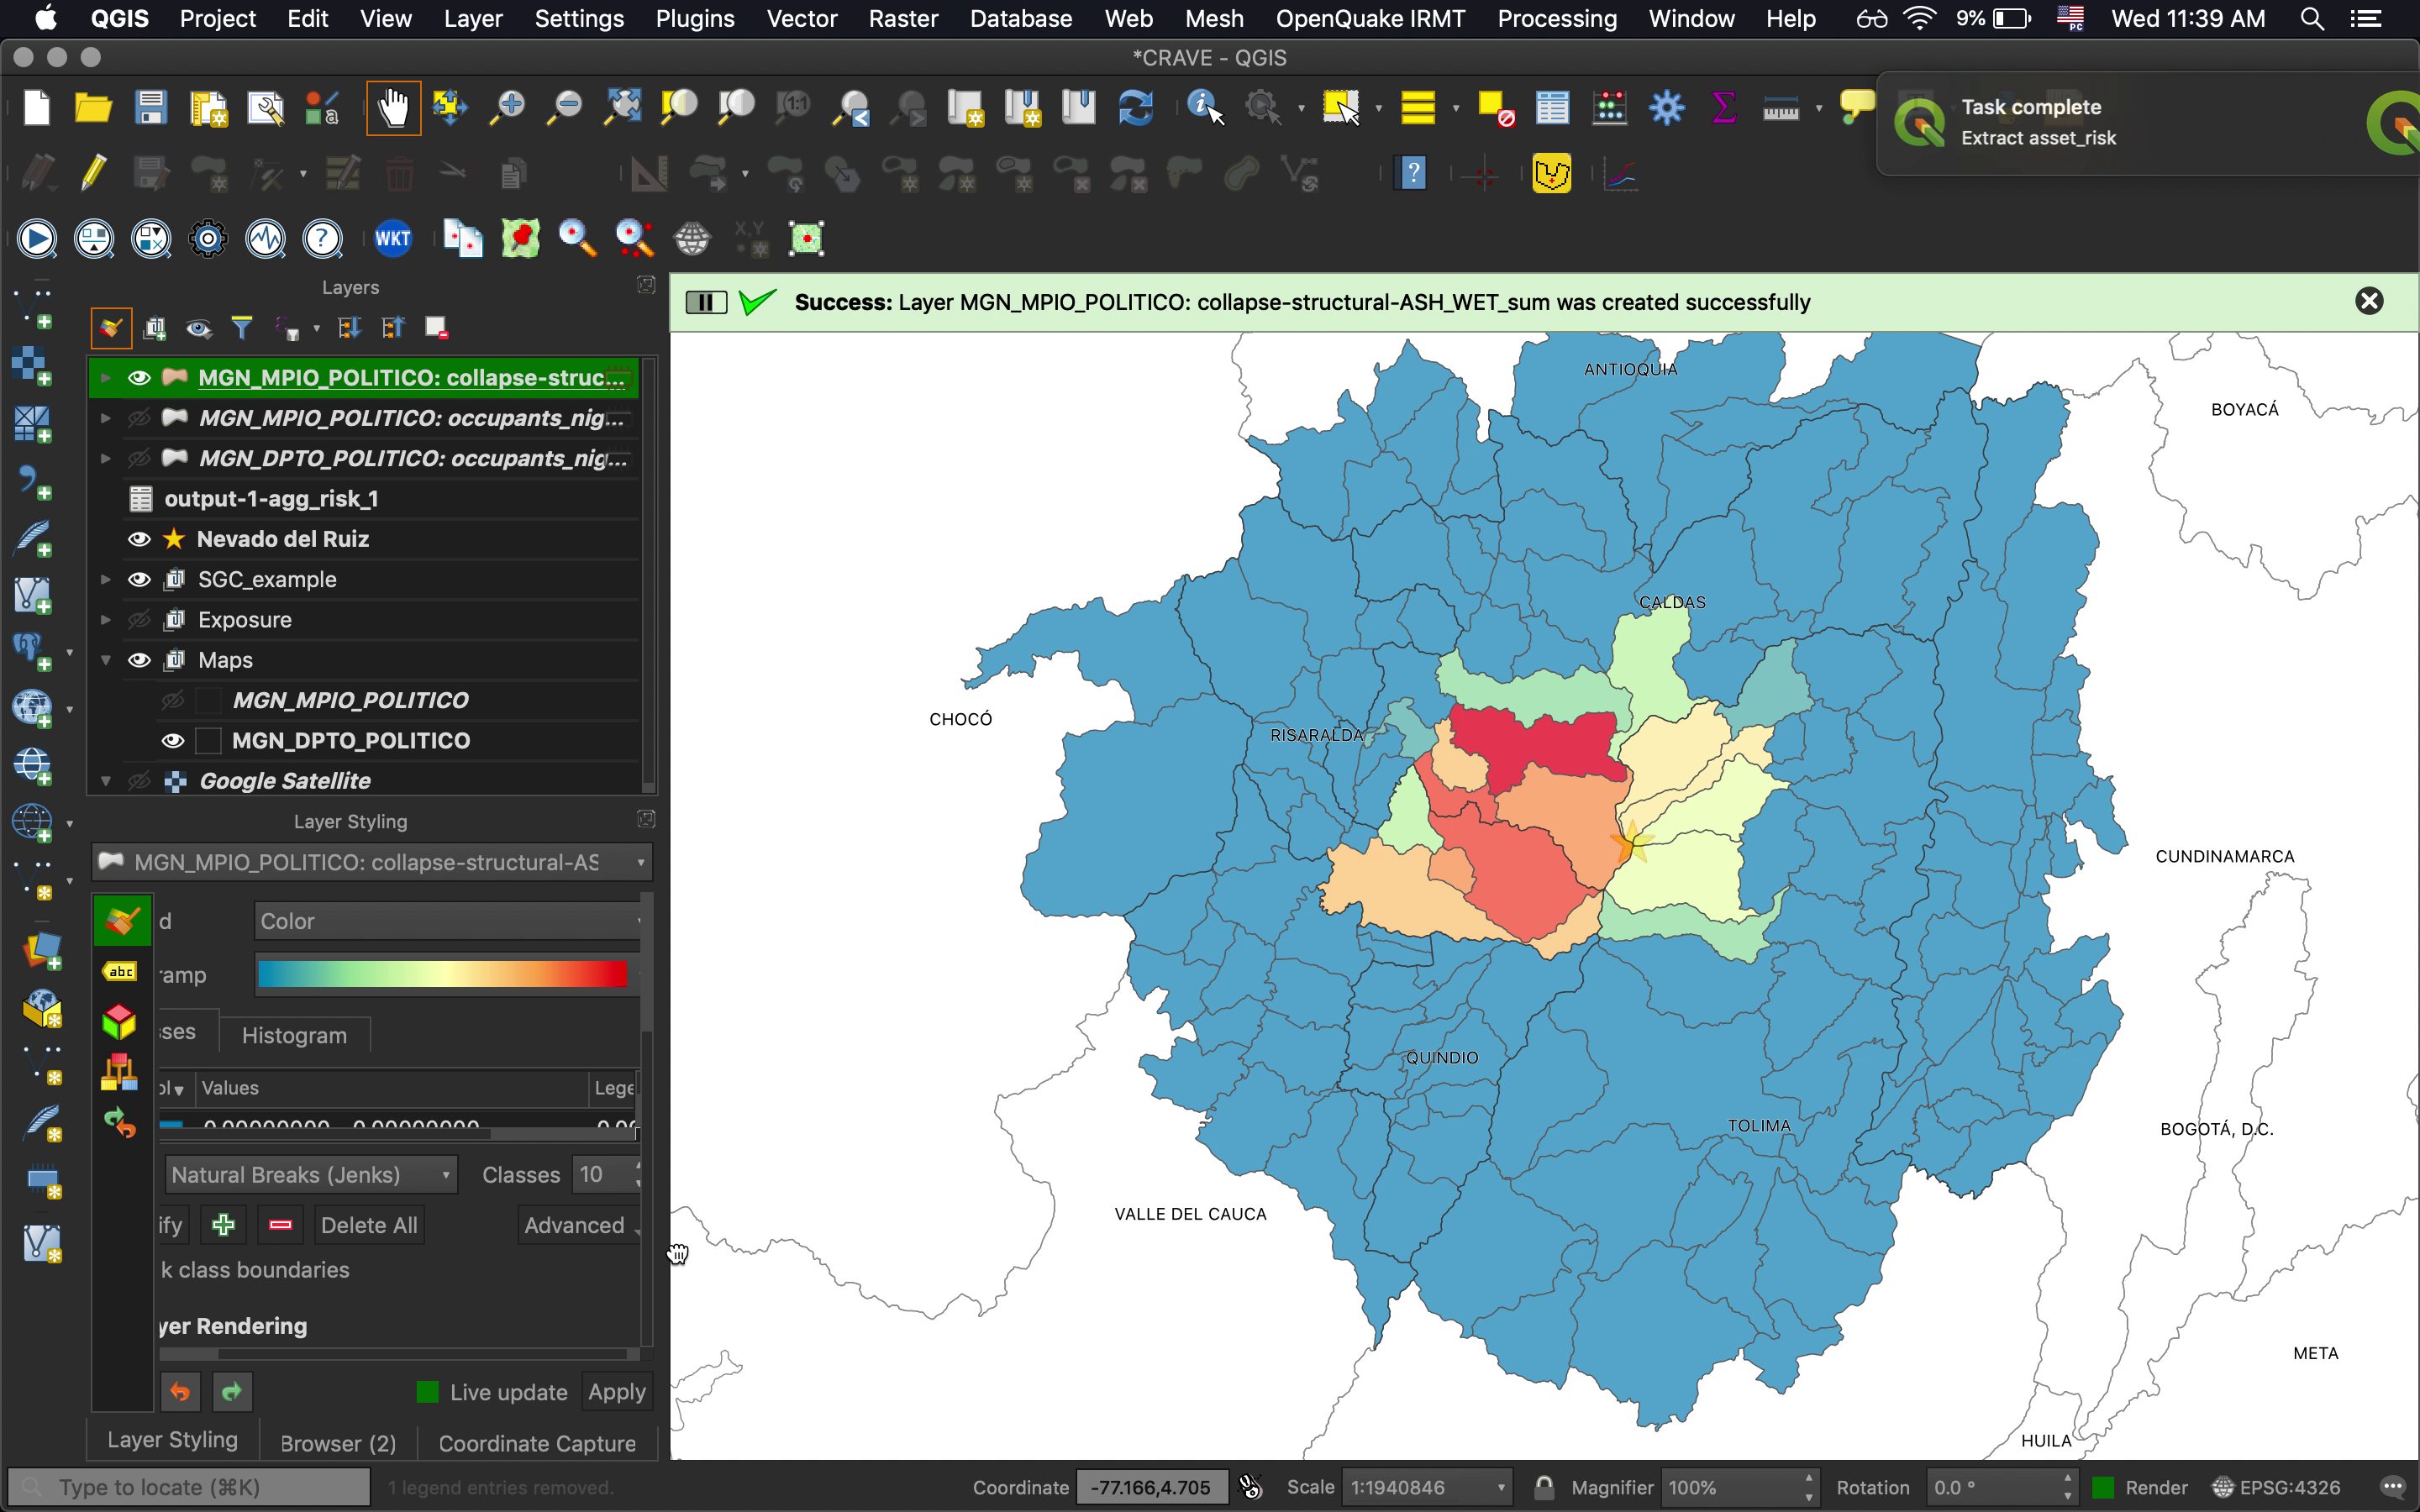 QGIS Project Edit View Layer Settings Plugins Vector Raster Database Web Mesh OpenQuake IRMT Processing Window Help 9% PC Wed 11:39 AM
*CRAVE - QGIS
Task complete
Extract asset_risk
1:1
a
?
?
WKT
X,Y
Layers
Success: Layer MGN_MPIO_POLITICO: collapse-structural-ASH_WET_sum was created successfully
MGN_MPIO_POLITICO: collapse-struc...
MGN_MPIO_POLITICO: occupants_nig...
MGN_DPTO_POLITICO: occupants_nig...
output-1-agg_risk_1
Nevado del Ruiz
SGC_example
Exposure
Maps
MGN_MPIO_POLITICO
MGN_DPTO_POLITICO
Google Satellite
Layer Styling
MGN_MPIO_POLITICO: collapse-structural-AS
d Color
abc
ramp
sses Histogram
ol Values Lege
0.00000000 - 0.00000000 0.00
Natural Breaks (Jenks) Classes 10
ify Delete All Advanced
k class boundaries
yer Rendering
Live update Apply
Layer Styling Browser (2) Coordinate Capture
ANTIOQUIA
BOYACÁ
CALDAS
CHOCÓ
RISARALDA
CUNDINAMARCA
QUINDIO
TOLIMA
BOGOTÁ, D.C.
VALLE DEL CAUCA
META
HUILA
Type to locate (⌘K) 1 legend entries removed. Coordinate -77.166,4.705 Scale 1:1940846 Magnifier 100% Rotation 0.0 ° Render EPSG:4326